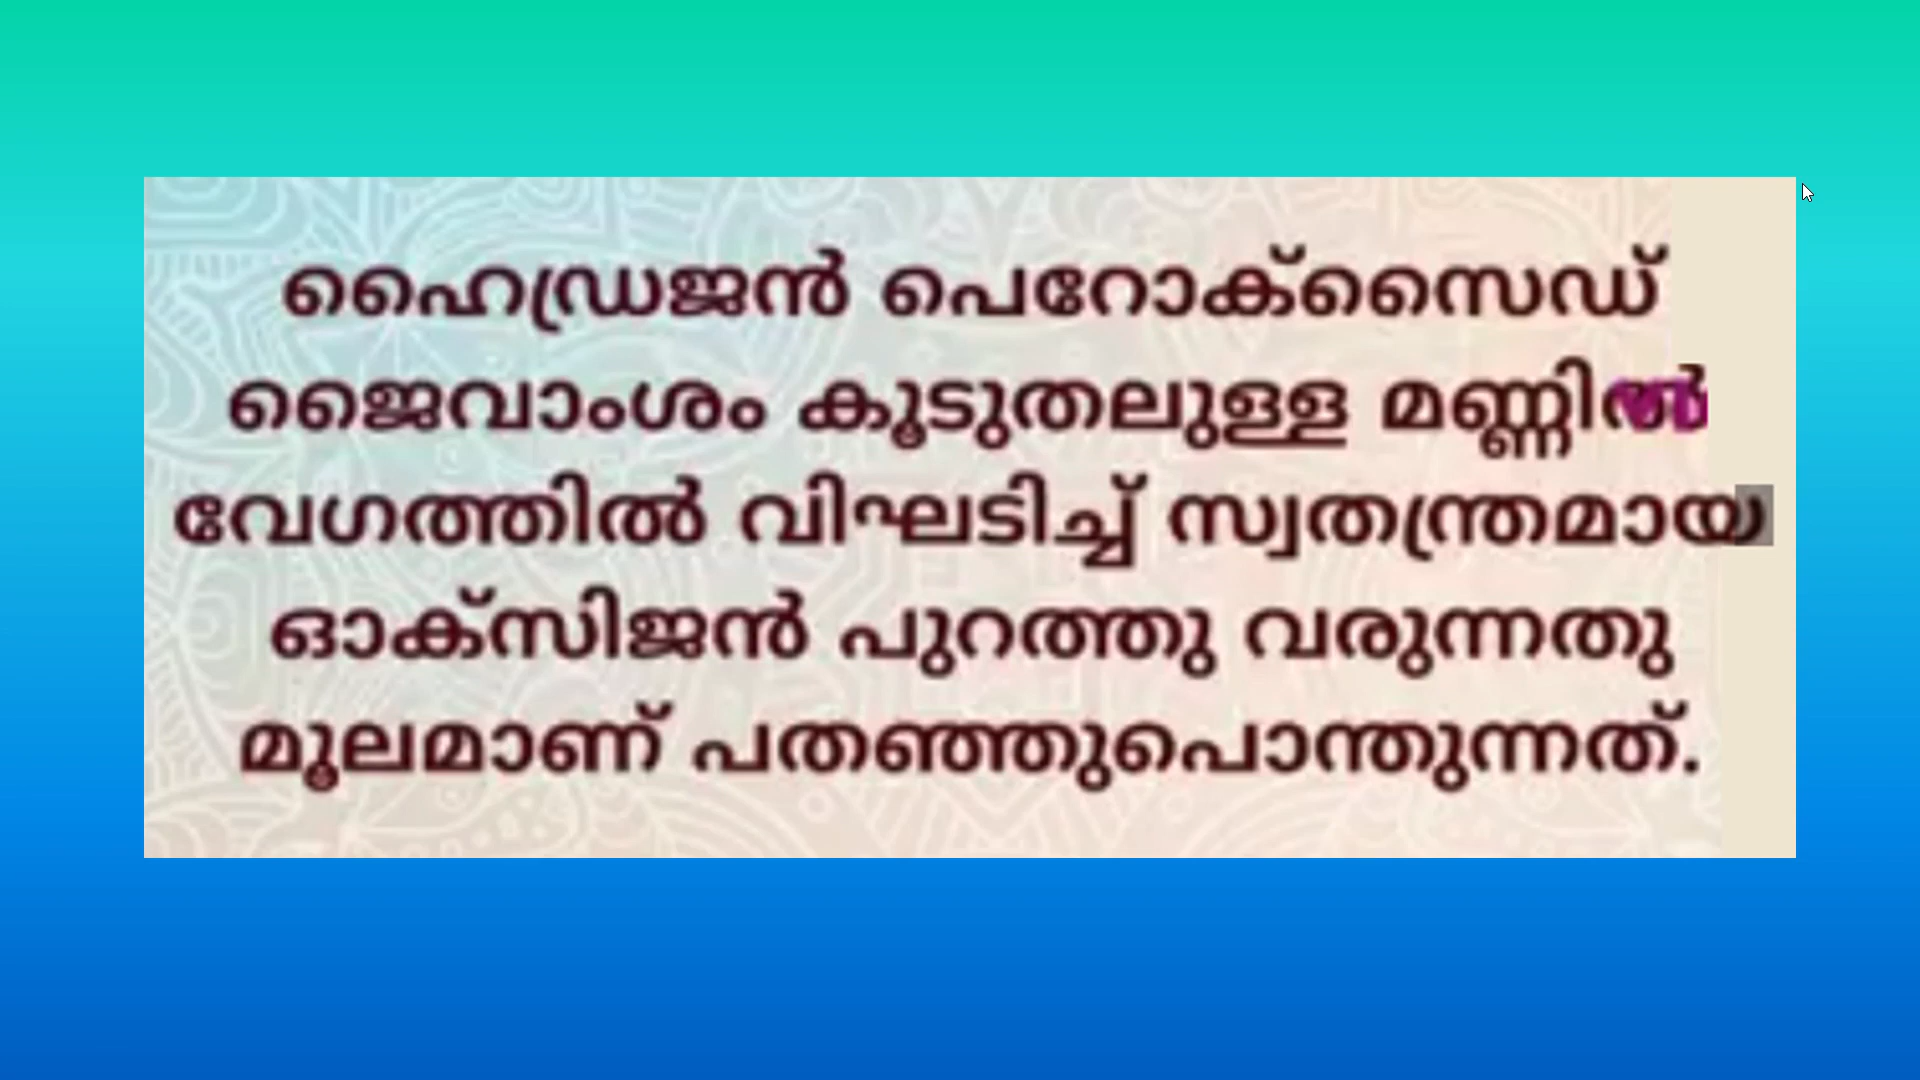 ഹൈഡ്രജൻ പെറോക്സൈഡ്
ജൈവാംശം കൂടുതലുള്ള മണ്ണിൽ
വേഗത്തിൽ വിഘടിച്ച് സ്വതന്ത്രമായ
ഓക്സിജൻ പുറത്തു വരുന്നതു
മൂലമാണ് പതഞ്ഞുപൊന്തുന്നത്.